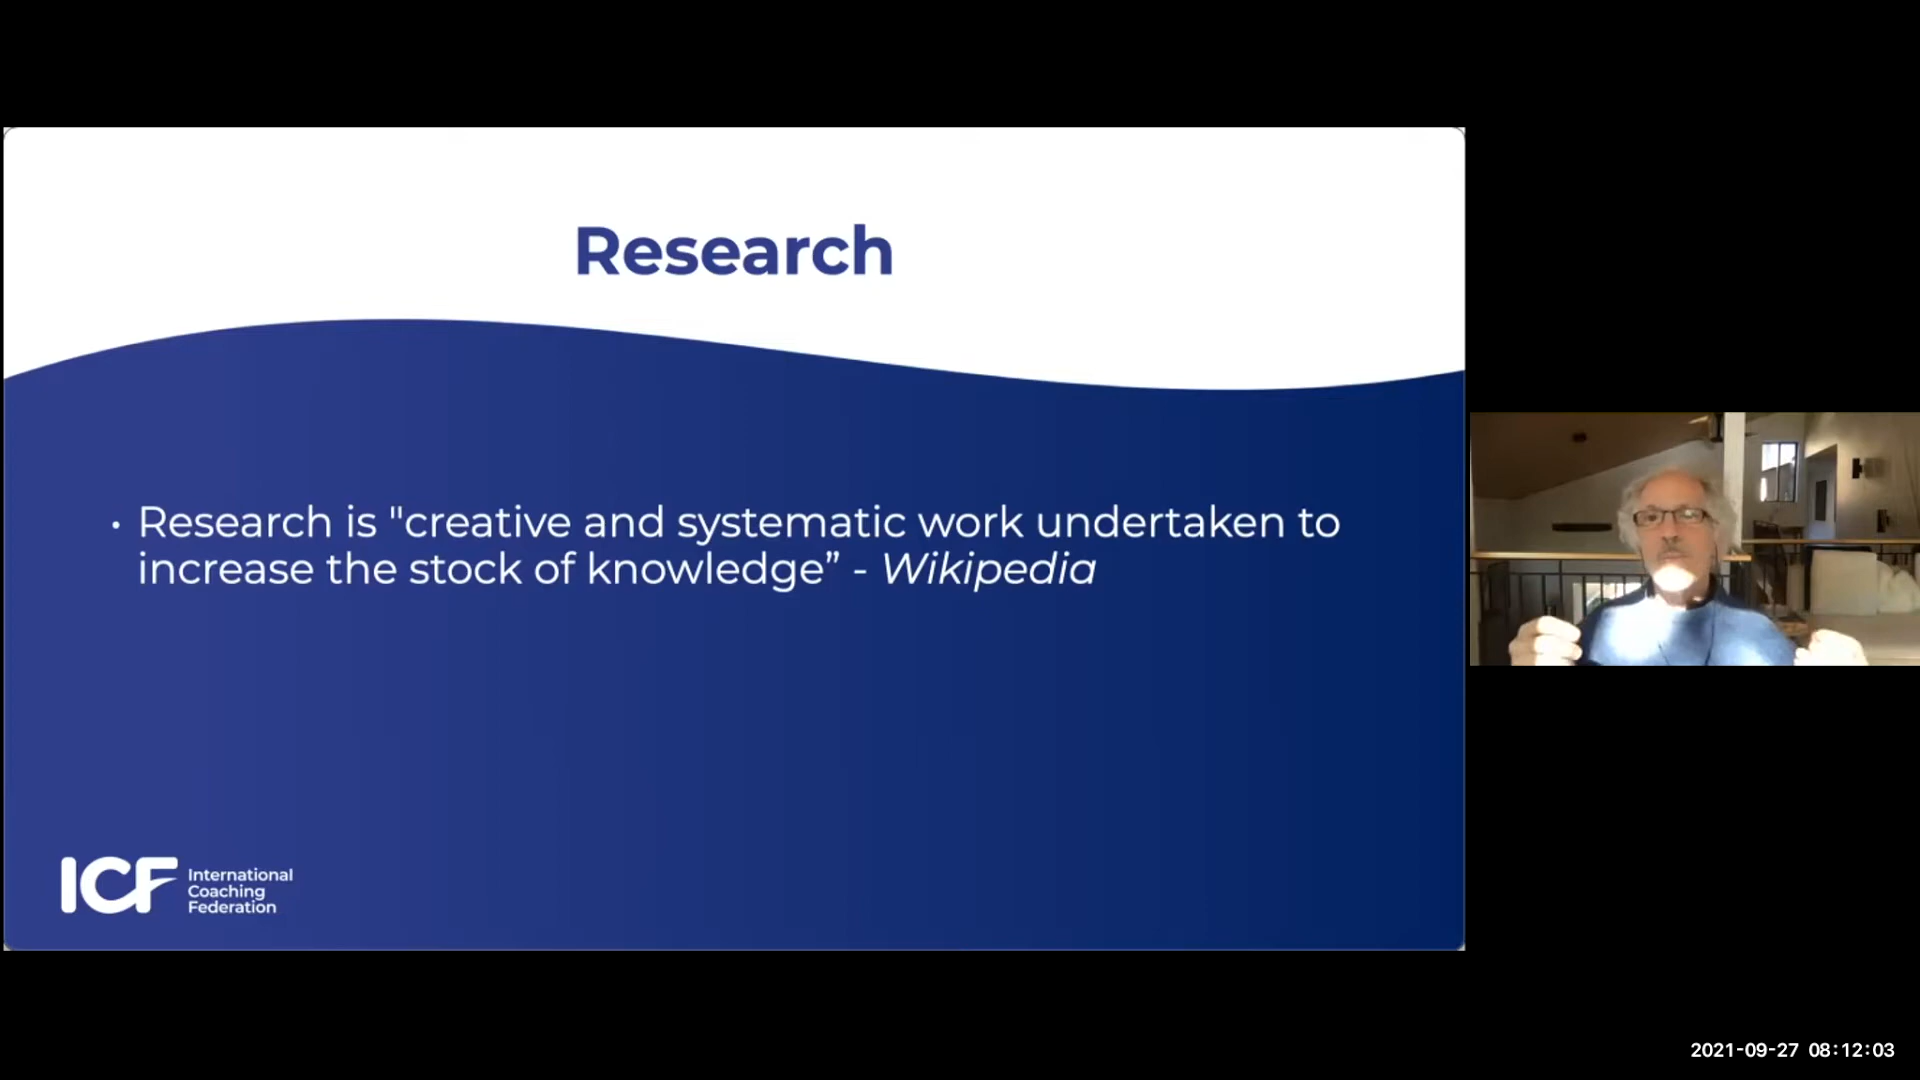 Research
• Research is "creative and systematic work undertaken to
increase the stock of knowledge” - Wikipedia
ICF
International
Coaching
Federation
2021-09-27 08:12:03